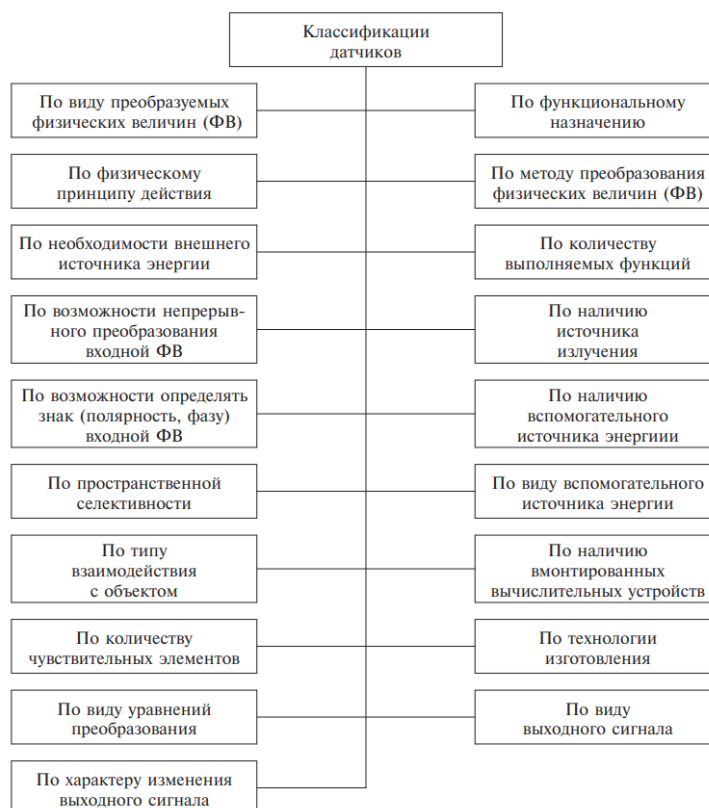 Классификации
датчиков
По виду преобразуемых
физических величин (ФВ)
По функциональному
назначению
По физическому
принципу действия
По методу преобразования
физических величин (ФВ)
По необходимости внешнего
источника энергии
По количеству
выполняемых функций
По возможности непрерыв-
ного преобразования
входной ФВ
По наличию
источника
излучения
По возможности определять
знак (полярность, фазу)
входной ФВ
По наличию
вспомогательного
источника энергиии
По пространственной
селективности
По виду вспомогательного
источника энергии
По типу
взаимодействия
с объектом
По наличию
вмонтированных
вычислительных устройств
По количеству
чувствительных элементов
По технологии
изготовления
По виду уравнений
преобразования
По виду
выходного сигнала
По характеру изменения
выходного сигнала